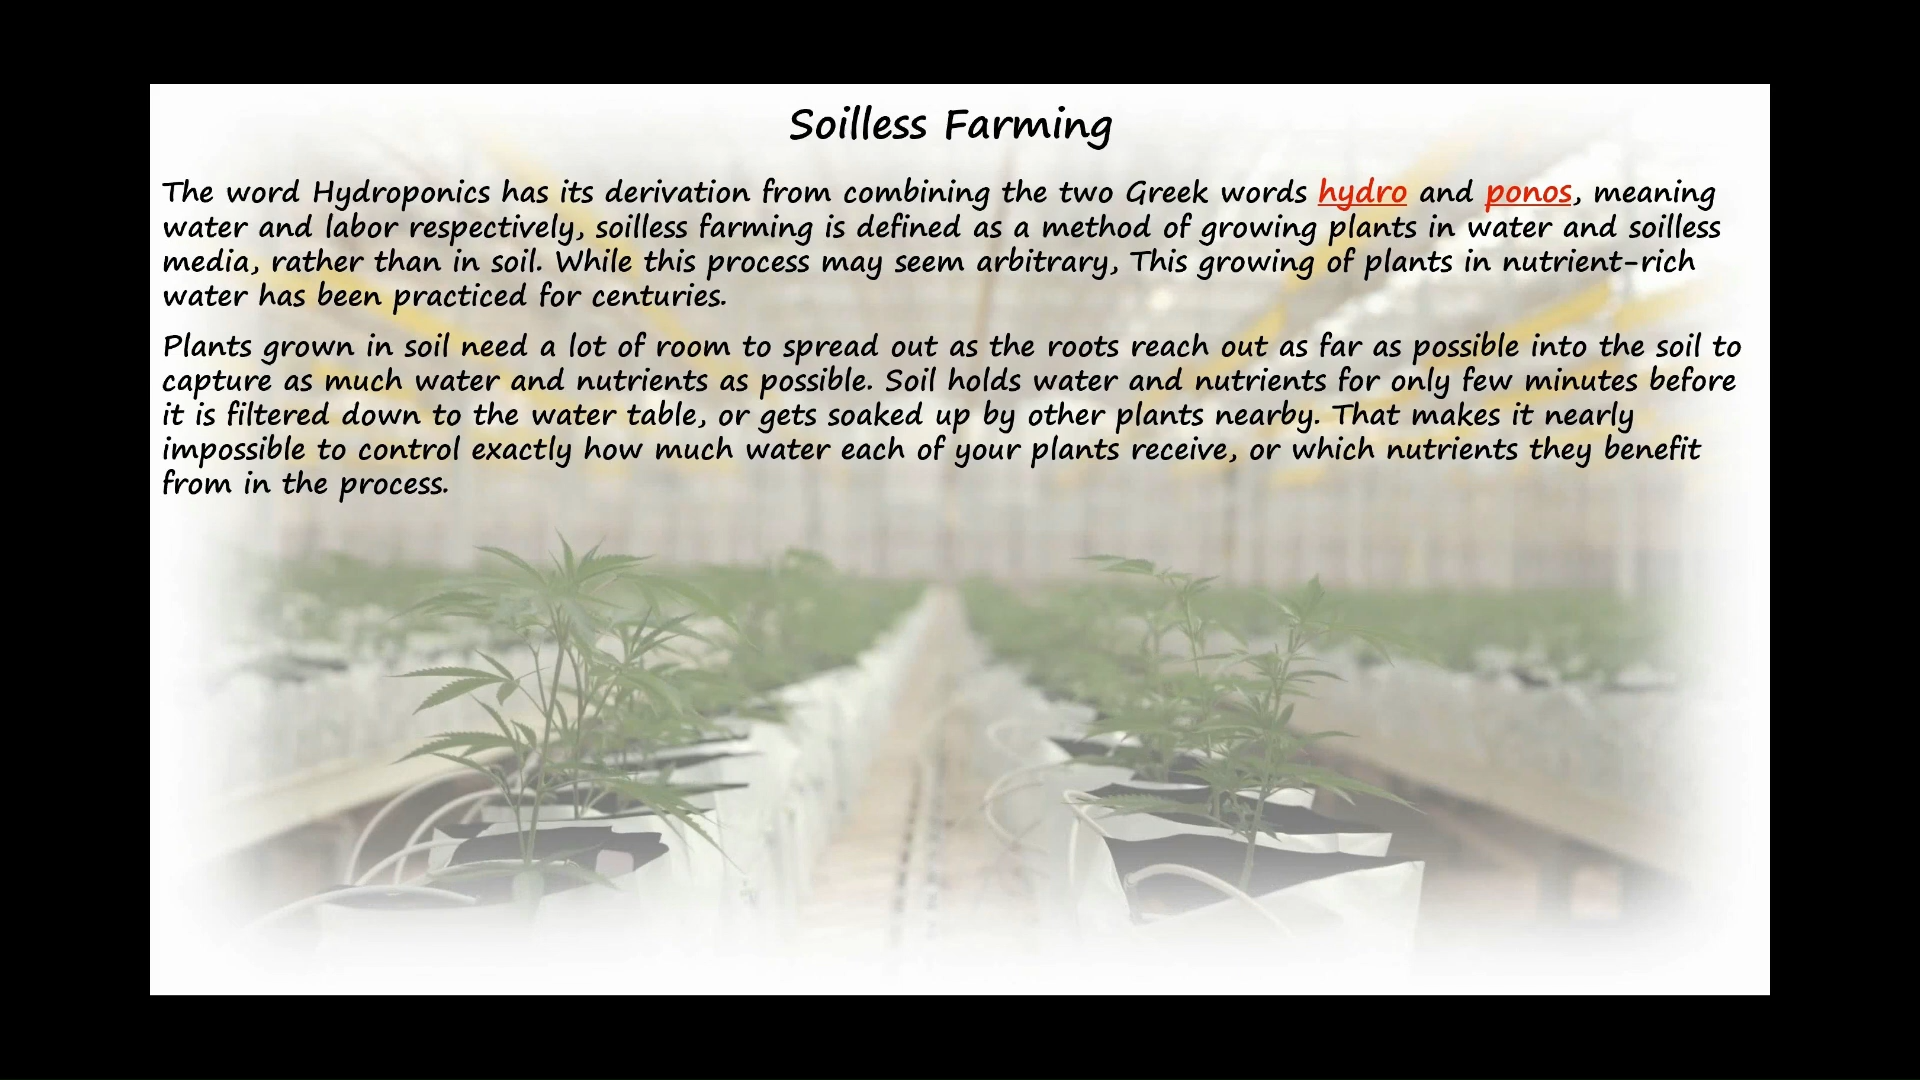 Soilless Farming
The word Hydroponics has its derivation from combining the two Greek words hydro and ponos, meaning
water and labor respectively, soilless farming is defined as a method of growing plants in water and soilless
media, rather than in soil. While this process may seem arbitrary, This growing of plants in nutrient-rich
water has been practiced for centuries.
Plants grown in soil need a lot of room to spread out as the roots reach out as far as possible into the soil to
capture as much water and nutrients as possible. Soil holds water and nutrients for only few minutes before
it is filtered down to the water table, or gets soaked up by other plants nearby. That makes it nearly
impossible to control exactly how much water each of your plants receive, or which nutrients they benefit
from in the process.